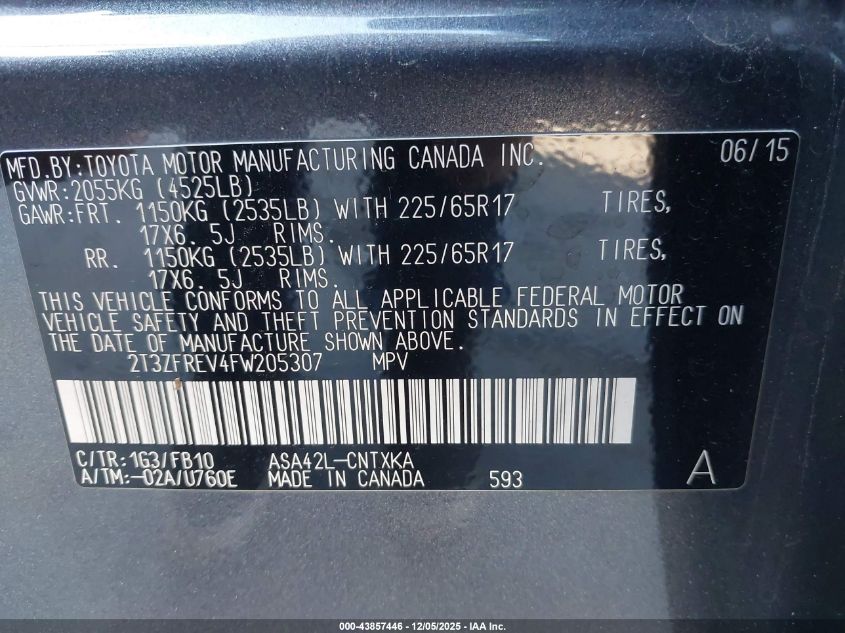 MFD.BY:TOYOTA MOTOR MANUFACTURING CANADA INC. 06/15
GVWR:2055KG (4525LB)
GAWR:FRT. 1150KG (2535LB) WITH 225/65R17 TIRES,
17X6. 5J RIMS.
RR. 1150KG (2535LB) WITH 225/65R17 TIRES,
17X6. 5J RIMS.
THIS VEHICLE CONFORMS TO ALL APPLICABLE FEDERAL MOTOR
VEHICLE SAFETY AND THEFT PREVENTION STANDARDS IN EFFECT ON
THE DATE OF MANUFACTURE SHOWN ABOVE.
2T3ZFREV4FW205307 MPV
C/TR:1G3/FB10 ASA42L-CNTXKA
A/TM:-02A/U760E MADE IN CANADA 593 A
000-43857446 - 12/05/2025 - IAA Inc.